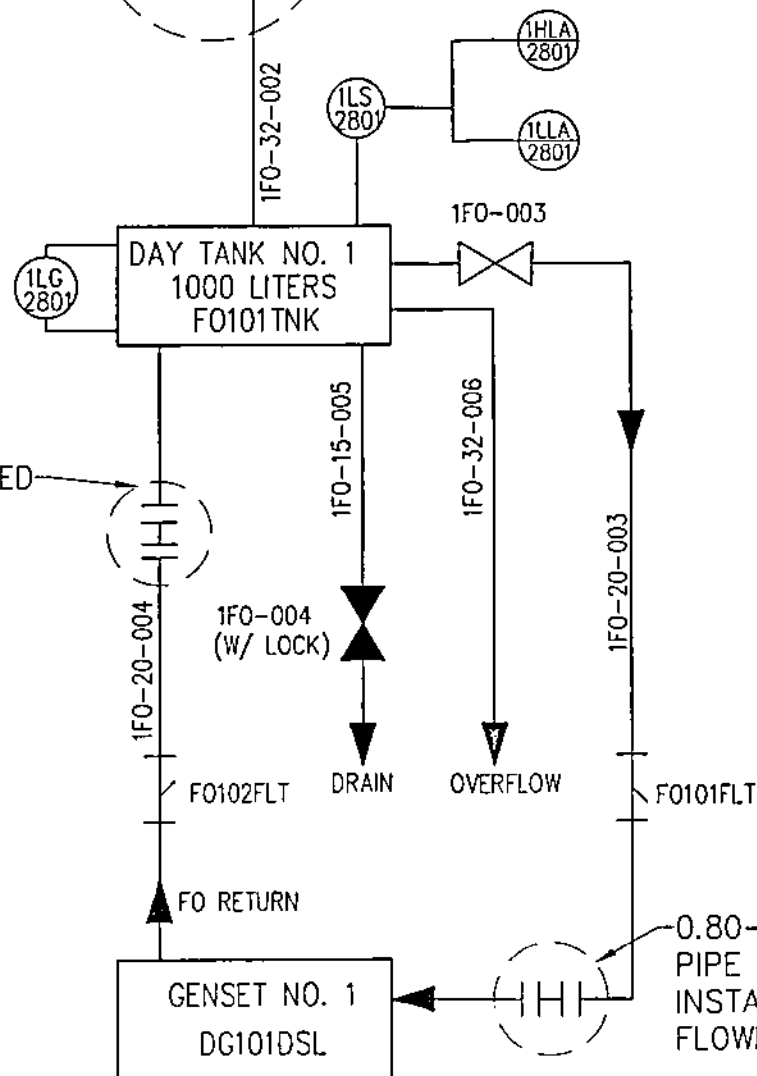 1HLA
2801
1LS
2801
1LLA
2801
1FO-32-002
1FO-003
DAY TANK NO. 1
1000 LITERS
FO101TNK
1LG
2801
1FO-15-005
1FO-32-006
ED
1FO-20-003
1FO-004
(W/ LOCK)
1FO-20-004
FO102FLT
DRAIN
OVERFLOW
FO101FLT
FO RETURN
0.80-
PIPE
INSTA
FLOW
GENSET NO. 1
DG101DSL